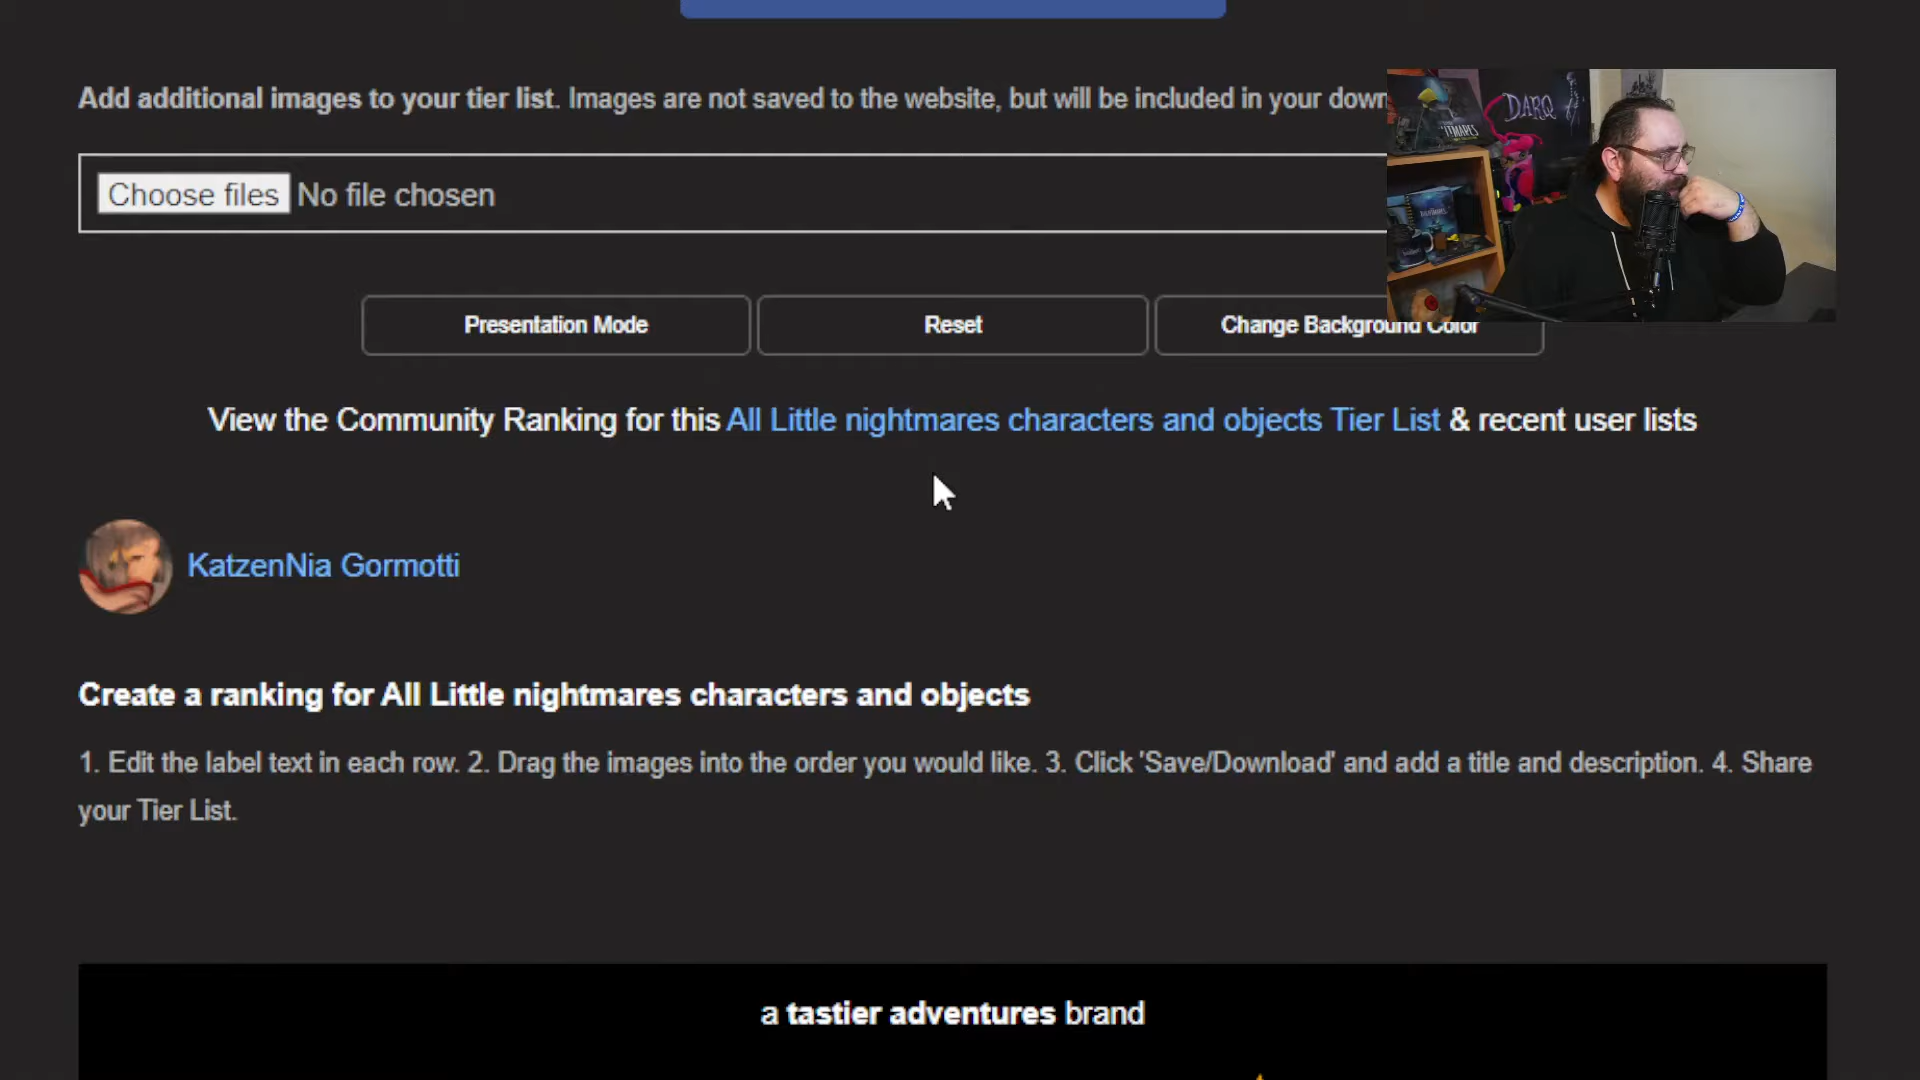 Add additional images to your tier list. Images are not saved to the website, but will be included in your down
DARQ
Choose files No file chosen
Presentation Mode
Reset
Change Background Color
View the Community Ranking for this All Little nightmares characters and objects Tier List & recent user lists
KatzenNia Gormotti
Create a ranking for All Little nightmares characters and objects
1. Edit the label text in each row. 2. Drag the images into the order you would like. 3. Click 'Save/Download' and add a title and description. 4. Share
your Tier List.
a tastier adventures brand